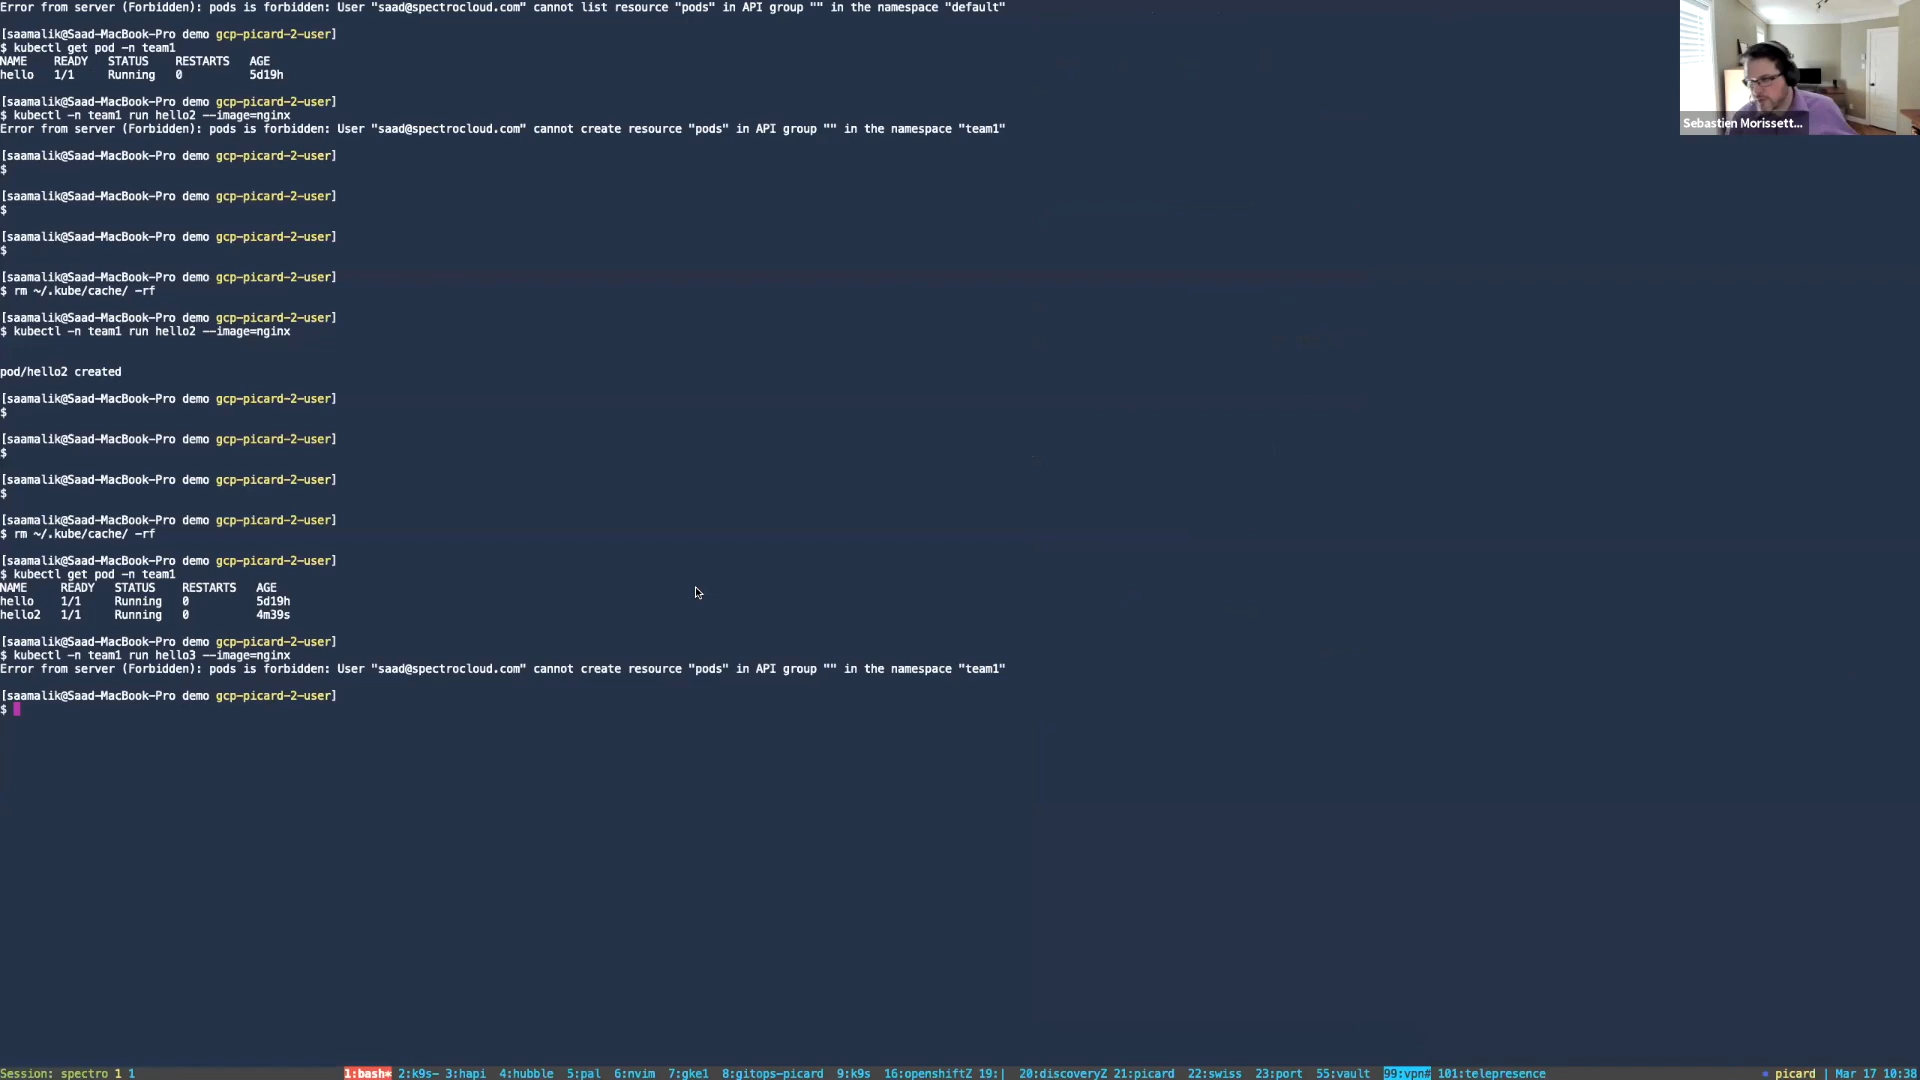 Error from server (Forbidden): pods is forbidden: User "saad@spectrocloud.com" cannot list resource "pods" in API group "" in the namespace "default"
[saamalik@Saad-MacBook-Pro demo gcp-picard-2-user]
$ kubectl get pod -n team1
NAME READY STATUS RESTARTS AGE
hello 1/1 Running 0 5d19h
[saamalik@Saad-MacBook-Pro demo gcp-picard-2-user]
$ kubectl -n team1 run hello2 --image=nginx
Error from server (Forbidden): pods is forbidden: User "saad@spectrocloud.com" cannot create resource "pods" in API group "" in the namespace "team1"
[saamalik@Saad-MacBook-Pro demo gcp-picard-2-user]
$
[saamalik@Saad-MacBook-Pro demo gcp-picard-2-user]
$
[saamalik@Saad-MacBook-Pro demo gcp-picard-2-user]
$
[saamalik@Saad-MacBook-Pro demo gcp-picard-2-user]
$ rm ~/.kube/cache/ -rf
[saamalik@Saad-MacBook-Pro demo gcp-picard-2-user]
$ kubectl -n team1 run hello2 --image=nginx
pod/hello2 created
[saamalik@Saad-MacBook-Pro demo gcp-picard-2-user]
$
[saamalik@Saad-MacBook-Pro demo gcp-picard-2-user]
$
[saamalik@Saad-MacBook-Pro demo gcp-picard-2-user]
$
[saamalik@Saad-MacBook-Pro demo gcp-picard-2-user]
$ rm ~/.kube/cache/ -rf
[saamalik@Saad-MacBook-Pro demo gcp-picard-2-user]
$ kubectl get pod -n team1
NAME READY STATUS RESTARTS AGE
hello 1/1 Running 0 5d19h
hello2 1/1 Running 0 4m39s
[saamalik@Saad-MacBook-Pro demo gcp-picard-2-user]
$ kubectl -n team1 run hello3 --image=nginx
Error from server (Forbidden): pods is forbidden: User "saad@spectrocloud.com" cannot create resource "pods" in API group "" in the namespace "team1"
[saamalik@Saad-MacBook-Pro demo gcp-picard-2-user]
$
Sebastien Morissett...
Session: spectro 1 1 1:bash* 2:k9s- 3:hapi 4:hubble 5:pal 6:nvim 7:gke1 8:gitops-picard 9:k9s 16:openshiftZ 19:| 20:discoveryZ 21:picard 22:swiss 23:port 55:vault 99:vpn# 101:telepresence picard | Mar 17 10:38